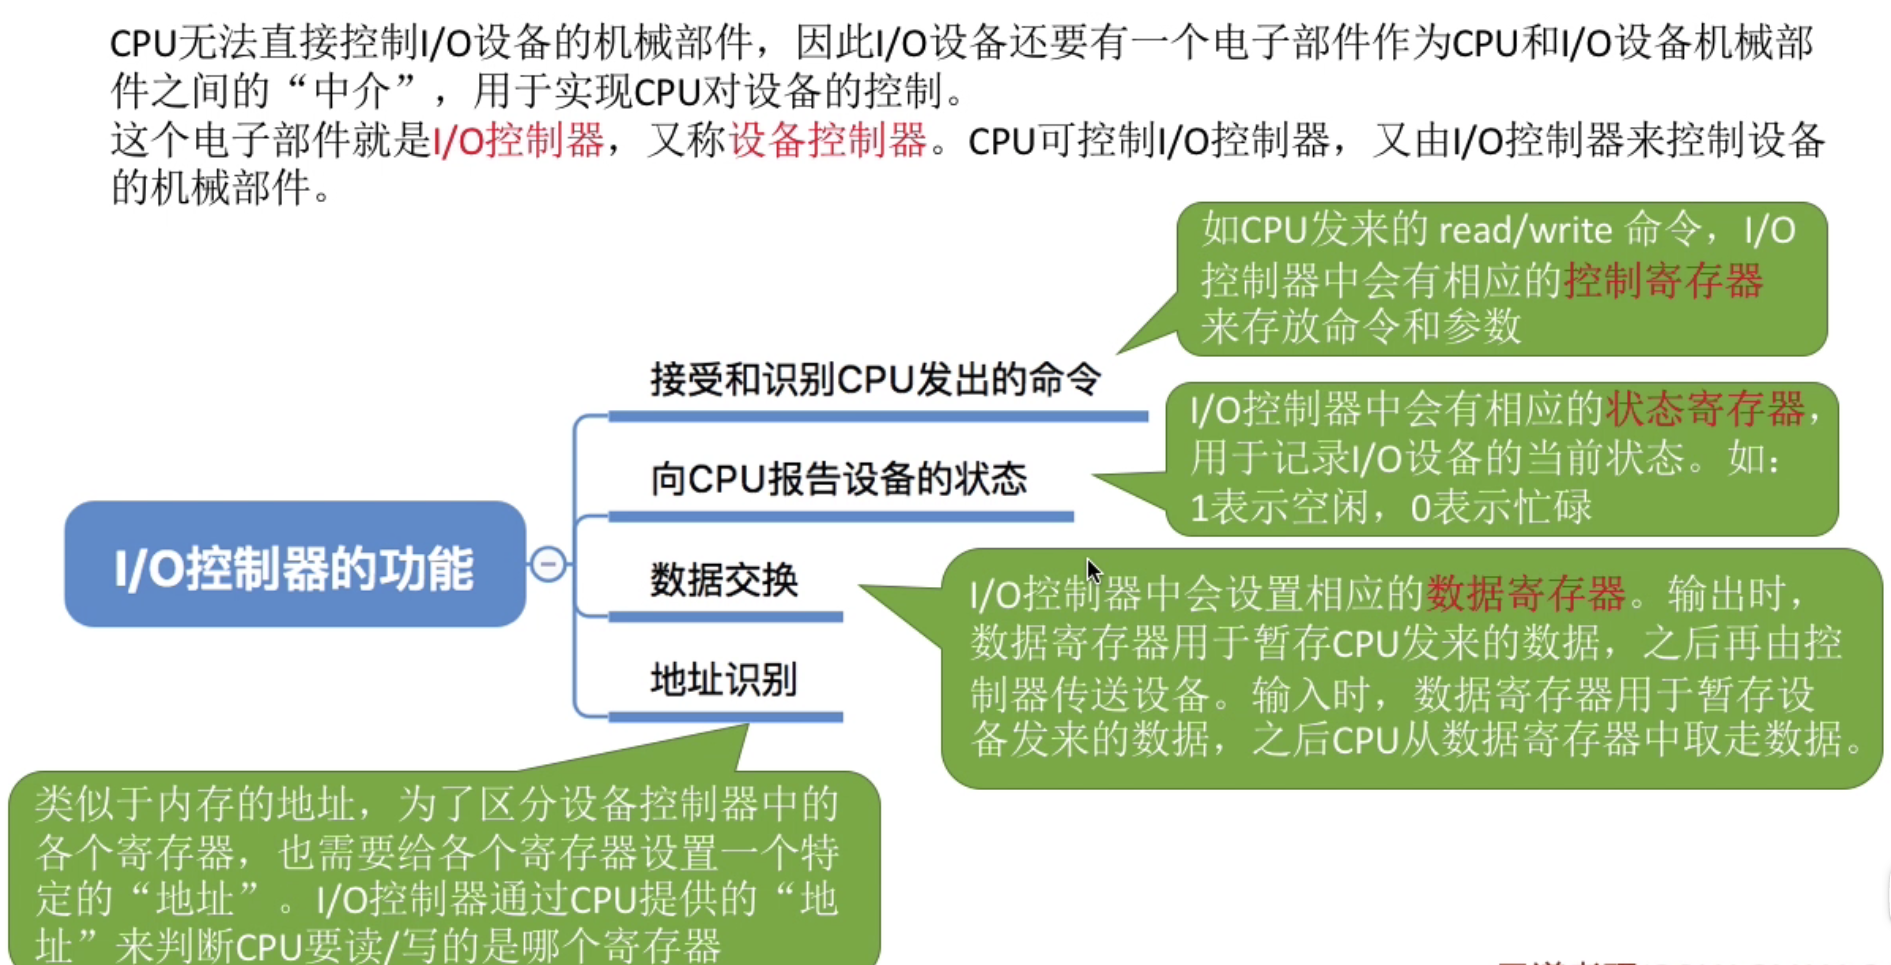 CPU无法直接控制I/O设备的机械部件，因此I/O设备还要有一个电子部件作为CPU和I/O设备机械部
件之间的“中介”，用于实现CPU对设备的控制。
这个电子部件就是I/O控制器，又称设备控制器。CPU可控制I/O控制器，又由I/O控制器来控制设备
的机械部件。
如CPU发来的 read/write 命令，I/O
控制器中会有相应的控制寄存器
来存放命令和参数
接受和识别CPU发出的命令
I/O控制器中会有相应的状态寄存器，
用于记录I/O设备的当前状态。如：
1表示空闲，0表示忙碌
向CPU报告设备的状态
I/O控制器的功能
数据交换
I/O控制器中会设置相应的数据寄存器。输出时，
数据寄存器用于暂存CPU发来的数据，之后再由控
制器传送设备。输入时，数据寄存器用于暂存设
备发来的数据，之后CPU从数据寄存器中取走数据。
地址识别
类似于内存的地址，为了区分设备控制器中的
各个寄存器，也需要给各个寄存器设置一个特
定的“地址”。I/O控制器通过CPU提供的“地
址”来判断CPU要读/写的是哪个寄存器